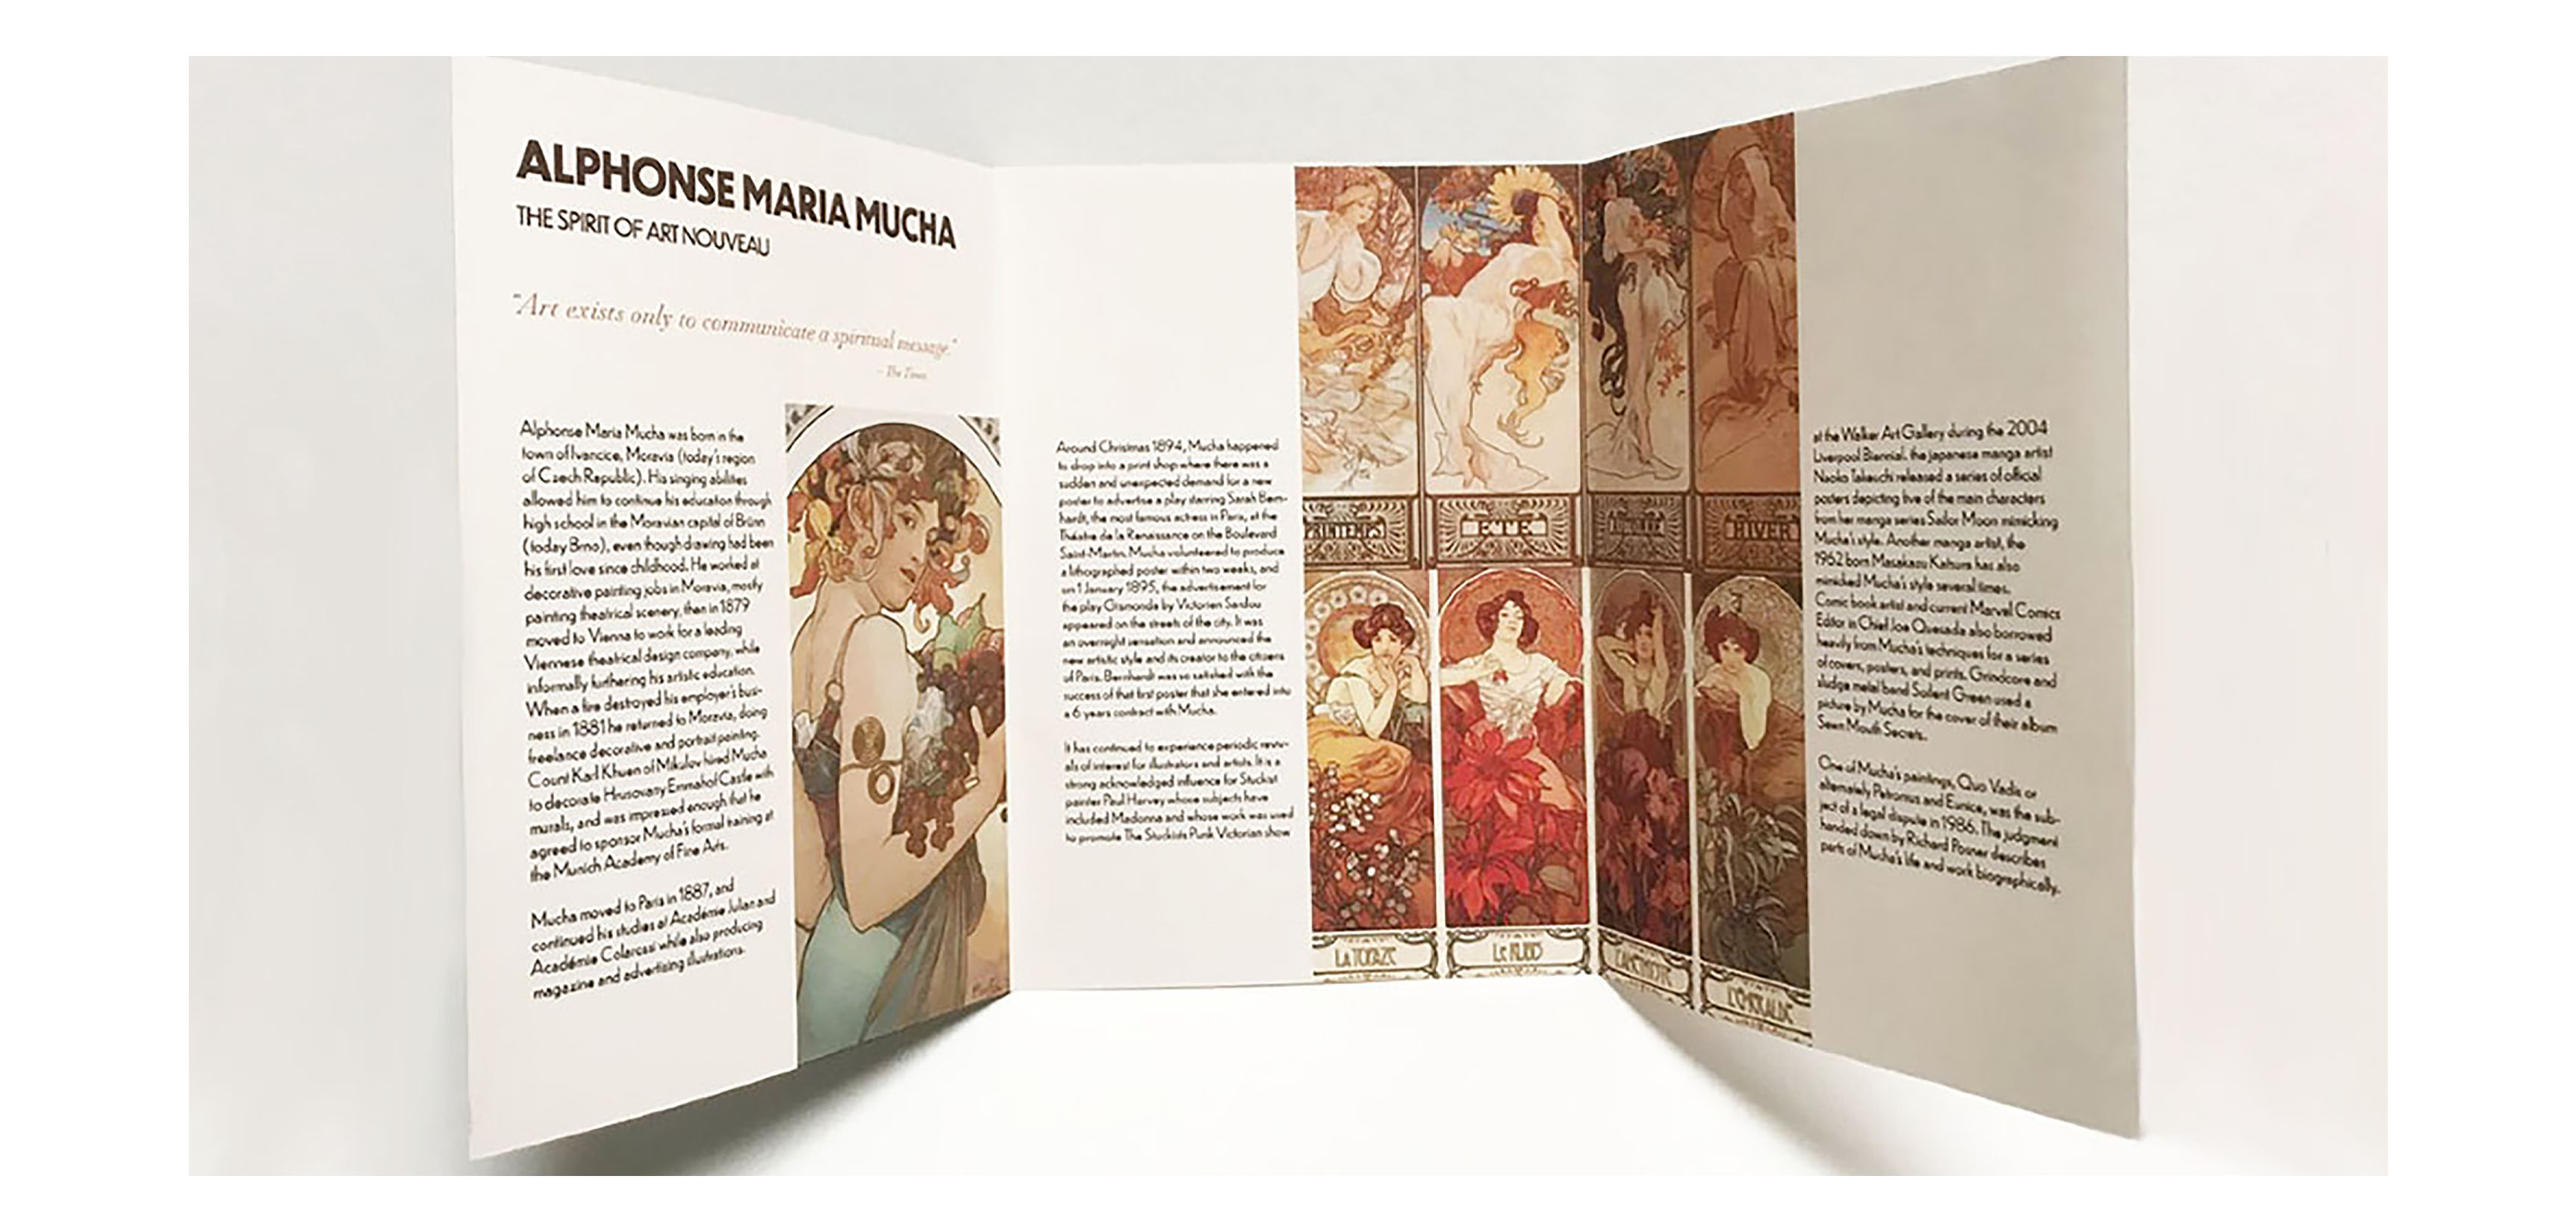 ALPHONSE MARIA MUCHA
THE SPIRIT OF ART NOUVEAU
"Art exists only to communicate a spiritual message."
- The Times
Alphonse Maria Mucha was born in the
town of Ivancice, Moravia (today's region
of Czech Republic). His singing abilities
allowed him to continue his education through
high school in the Moravian capital of Brünn
(today Brno), even though drawing had been
his first love since childhood. He worked at
decorative painting jobs in Moravia, mostly
painting theatrical scenery, then in 1879
moved to Vienna to work for a leading
Viennese theatrical design company, while
informally furthering his artistic education.
When a fire destroyed his employer's busi-
ness in 1881 he returned to Moravia, doing
freelance decorative and portrait painting.
Count Karl Khuen of Mikulov hired Mucha
to decorate Hrusovany Emmahof Castle with
murals, and was impressed enough that he
agreed to sponsor Mucha's formal training at
the Munich Academy of Fine Arts.
Mucha moved to Paris in 1887, and
continued his studies at Académie Julian and
Académie Colarossi while also producing
magazine and advertising illustrations.
Around Christmas 1894, Mucha happened
to drop into a print shop where there was a
sudden and unexpected demand for a new
poster to advertise a play starring Sarah Bern-
hardt, the most famous actress in Paris, at the
Théatre de la Renaissance on the Boulevard
Saint-Martin. Mucha volunteered to produce
a lithographed poster within two weeks, and
on 1 January 1895, the advertisement for
the play Gismonda by Victorien Sardou
appeared on the streets of the city. It was
an overnight sensation and announced the
new artistic style and its creator to the citizens
of Paris. Bernhardt was so satisfied with the
success of that first poster that she entered into
a 6 years contract with Mucha.
It has continued to experience periodic reviv-
als of interest for illustrators and artists. It is a
strong acknowledged influence for Stuckist
painter Paul Harvey whose subjects have
included Madonna and whose work was used
to promote The Stuckists Punk Victorian show
PRINTEMPS
ETE
AUTOMNE
HIVER
LA TOPAZE
LE RUBIS
L'AMETHYSTE
L'EMERAUDE
at the Walker Art Gallery during the 2004
Liverpool Biennial. the japanese manga artist
Naoko Takeuchi released a series of official
posters depicting five of the main characters
from her manga series Sailor Moon mimicking
Mucha's style. Another manga artist, the
1962 born Masakazu Katsura has also
mimicked Mucha's style several times.
Comic book artist and current Marvel Comics
Editor in Chief Joe Quesada also borrowed
heavily from Mucha's techniques for a series
of covers, posters, and prints. Grindcore and
sludge metal band Soilent Green used a
picture by Mucha for the cover of their album
Sewn Mouth Secrets.
One of Mucha's paintings, Quo Vadis or
alternately Petronius and Eunice, was the sub-
ject of a legal dispute in 1986. The judgment
handed down by Richard Posner describes
parts of Mucha's life and work biographically.